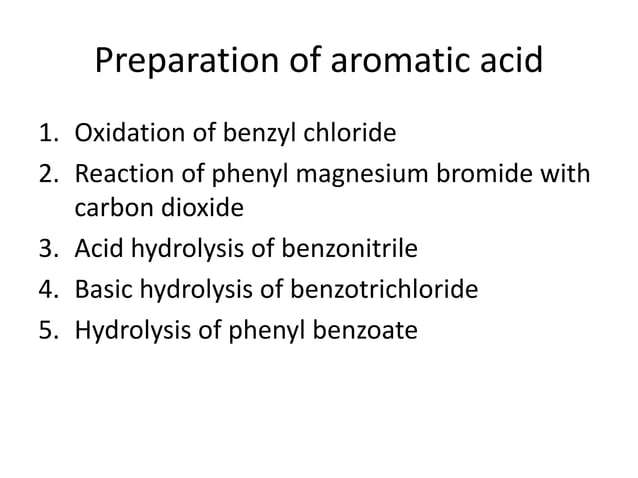 Preparation of aromatic acid
1. Oxidation of benzyl chloride
2. Reaction of phenyl magnesium bromide with
carbon dioxide
3. Acid hydrolysis of benzonitrile
4. Basic hydrolysis of benzotrichloride
5. Hydrolysis of phenyl benzoate